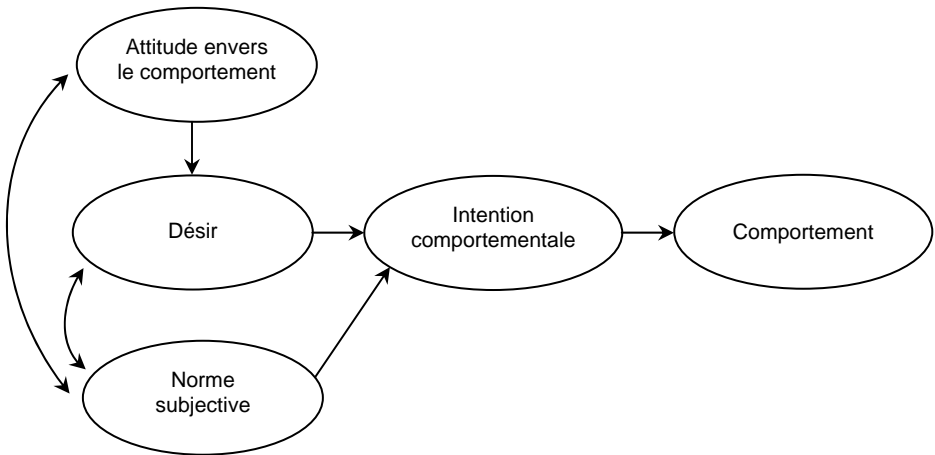 Attitude envers
le comportement
Désir
Intention
comportementale
Comportement
Norme
subjective